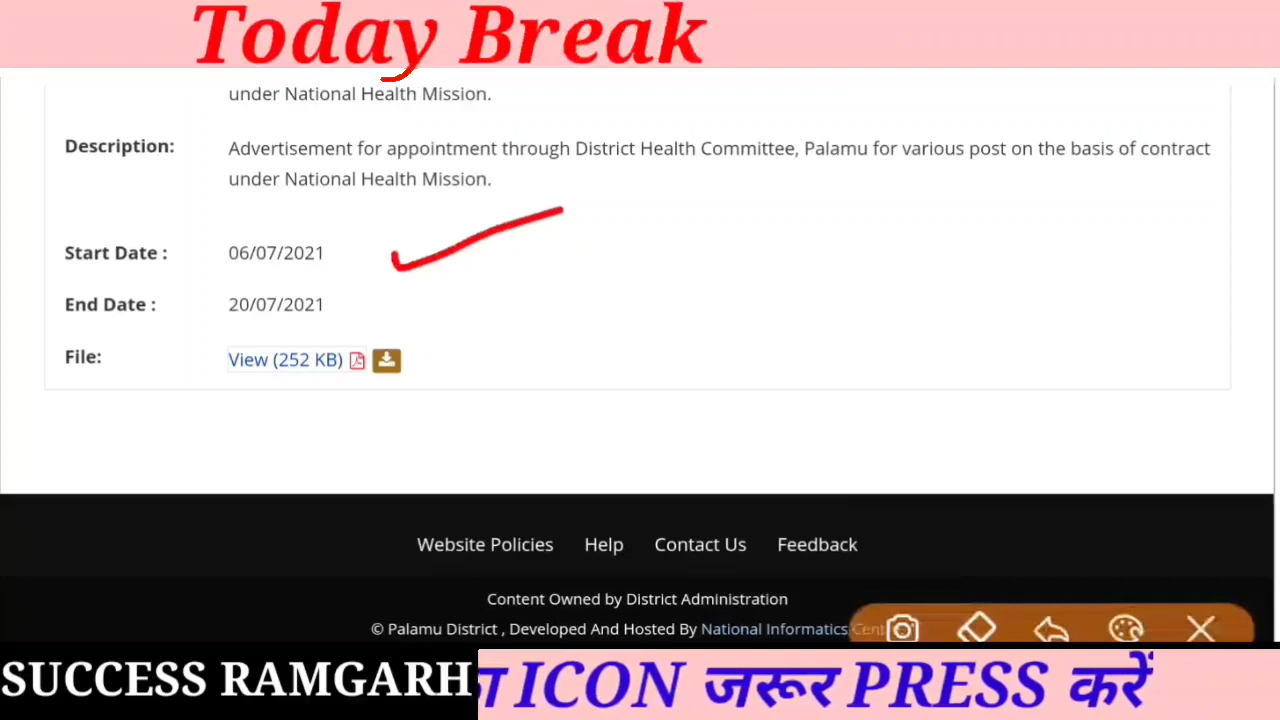 Today Break
under National Health Mission.
Description: Advertisement for appointment through District Health Committee, Palamu for various post on the basis of contract
under National Health Mission.
Start Date : 06/07/2021
End Date : 20/07/2021
File: View (252 KB)
Website Policies Help Contact Us Feedback
Content Owned by District Administration
© Palamu District , Developed And Hosted By National Informatics
SUCCESS RAMGARH ICON जरूर PRESS करें